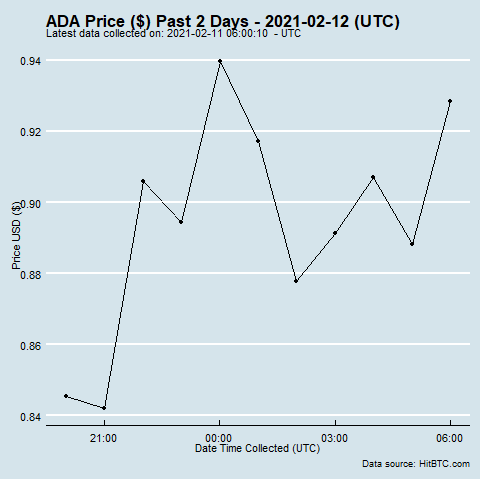 ADA Price ($) Past 2 Days - 2021-02-12 (UTC)
Latest data collected on: 2021-02-11 06:00:10  - UTC
0.94
0.92
0.90
0.88
0.86
0.84
Price USD ($)
21:00
00:00
03:00
06:00
Date Time Collected (UTC)
Data source: HitBTC.com